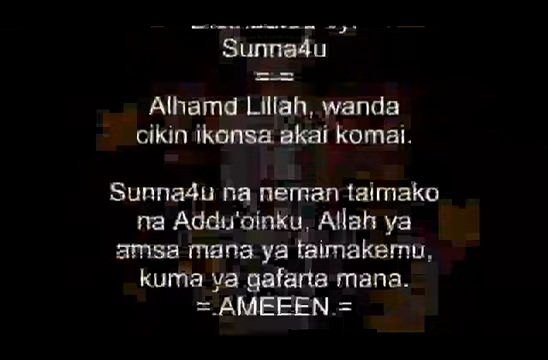 Sunna4u
=-=
Alhamd Lillah, wanda
cikin ikonsa akai komai.
Sunna4u na neman taimako
na Addu'oinku, Allah ya
amsa mana ya taimakemu,
kuma ya gafarta mana.
=.AMEEEN.=